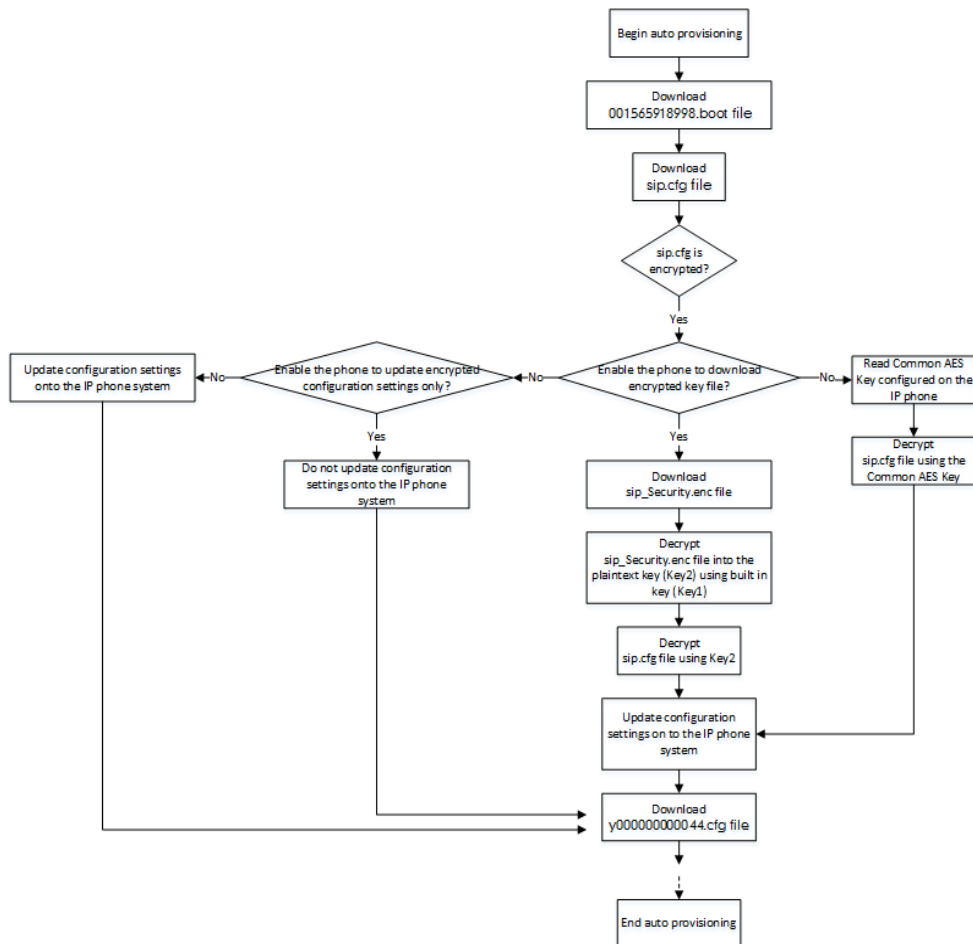 Begin auto provisioning
Download
001565918998.boot file
Download
sip.cfg file
sip.cfg is
encrypted?
Yes
Update configuration settings
onto the IP phone system
No
Enable the phone to update encrypted
configuration settings only?
No
Enable the phone to download
encrypted key file?
No
Read Common AES
Key configured on the
IP phone
Yes
Yes
Do not update configuration
settings onto the IP phone
system
Download
sip_Security.enc file
Decrypt
sip.cfg file using the
Common AES Key
Decrypt
sip_Security.enc file into the
plaintext key (Key2) using built in
key (Key1)
Decrypt
sip.cfg file using Key2
Update configuration
settings on to the IP phone
system
Download
y000000000044.cfg file
End auto provisioning